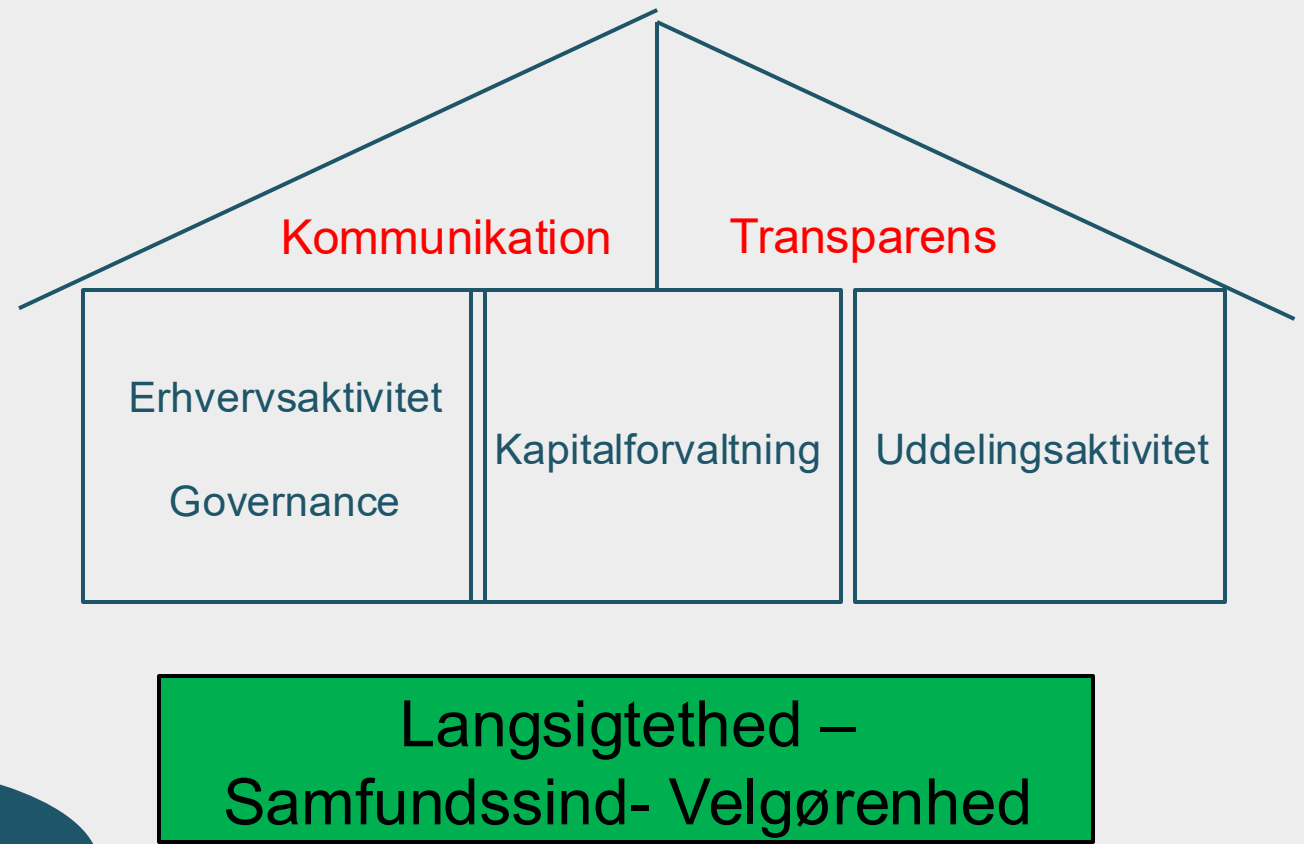 Kommunikation
Transparens
Erhvervsaktivitet
Governance
Kapitalforvaltning
Uddelingsaktivitet
Langsigtethed –
Samfundssind- Velgørenhed